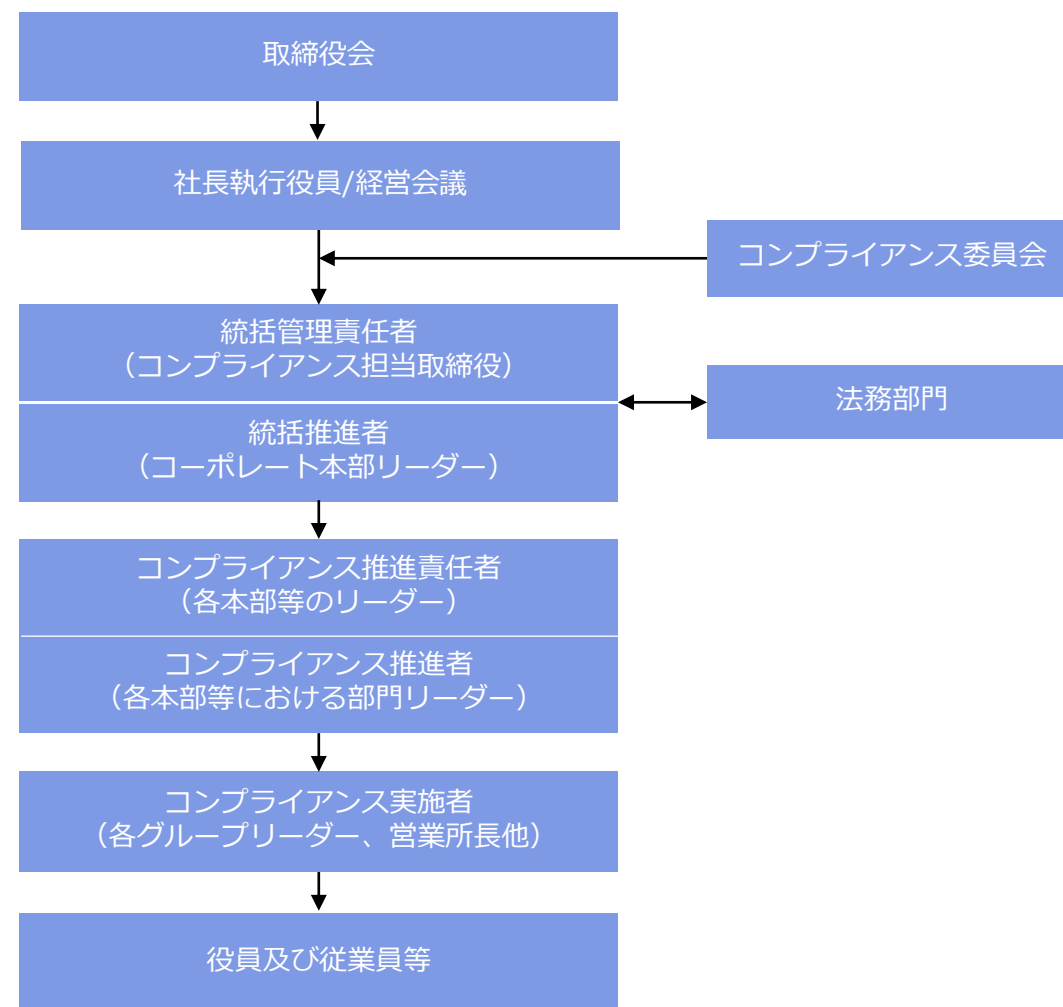 取締役会
社長執行役員/経営会議
コンプライアンス委員会
統括管理責任者
（コンプライアンス担当取締役）
法務部門
統括推進者
（コーポレート本部リーダー）
コンプライアンス推進責任者
（各本部等のリーダー）
コンプライアンス推進者
（各本部等における部門リーダー）
コンプライアンス実施者
（各グループリーダー、営業所長他）
役員及び従業員等